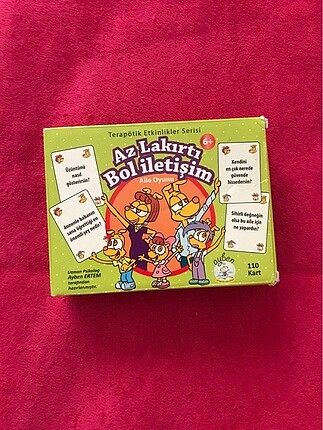 Terapötik Etkinlikler Serisi
Az Lakırtı
Bol iletişim
Aile Oyunu
6+
Üzüntünü
nasıl
gösterirsin?
Annenle babanın
sana öğrettiği en
önemli şey nedir?
Kendini
en çok nerede
güvende
hissedersin?
Sihirli değneğin
olsa bu aile için
ne yapardın?
Uzman Psikolog
Ayben ERTEM
tarafından
hazırlanmıştır.
ayben
110
Kart